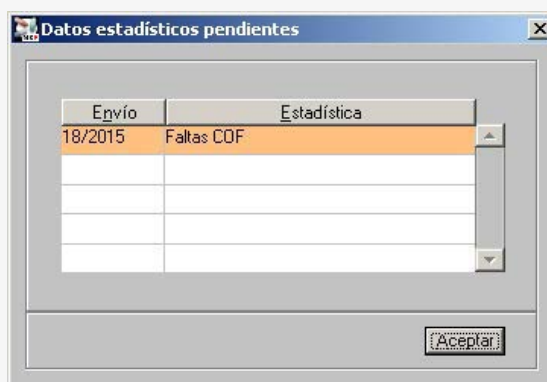 Datos estadísticos pendientes
Envío Estadística
18/2015 Faltas COF
Aceptar